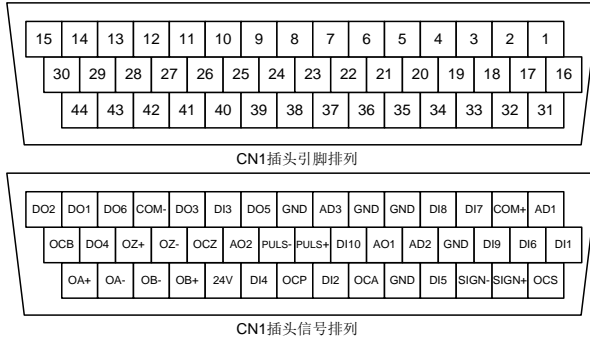 15 14 13 12 11 10 9 8 7 6 5 4 3 2 1
30 29 28 27 26 25 24 23 22 21 20 19 18 17 16
44 43 42 41 40 39 38 37 36 35 34 33 32 31
CN1插头引脚排列
DO2 DO1 DO6 COM- DO3 DI3 DO5 GND AD3 GND GND DI8 DI7 COM+ AD1
OCB DO4 OZ+ OZ- OCZ AO2 PULS- PULS+ DI10 AO1 AD2 GND DI9 DI6 DI1
OA+ OA- OB- OB+ 24V DI4 OCP DI2 OCA GND DI5 SIGN- SIGN+ OCS
CN1插头信号排列